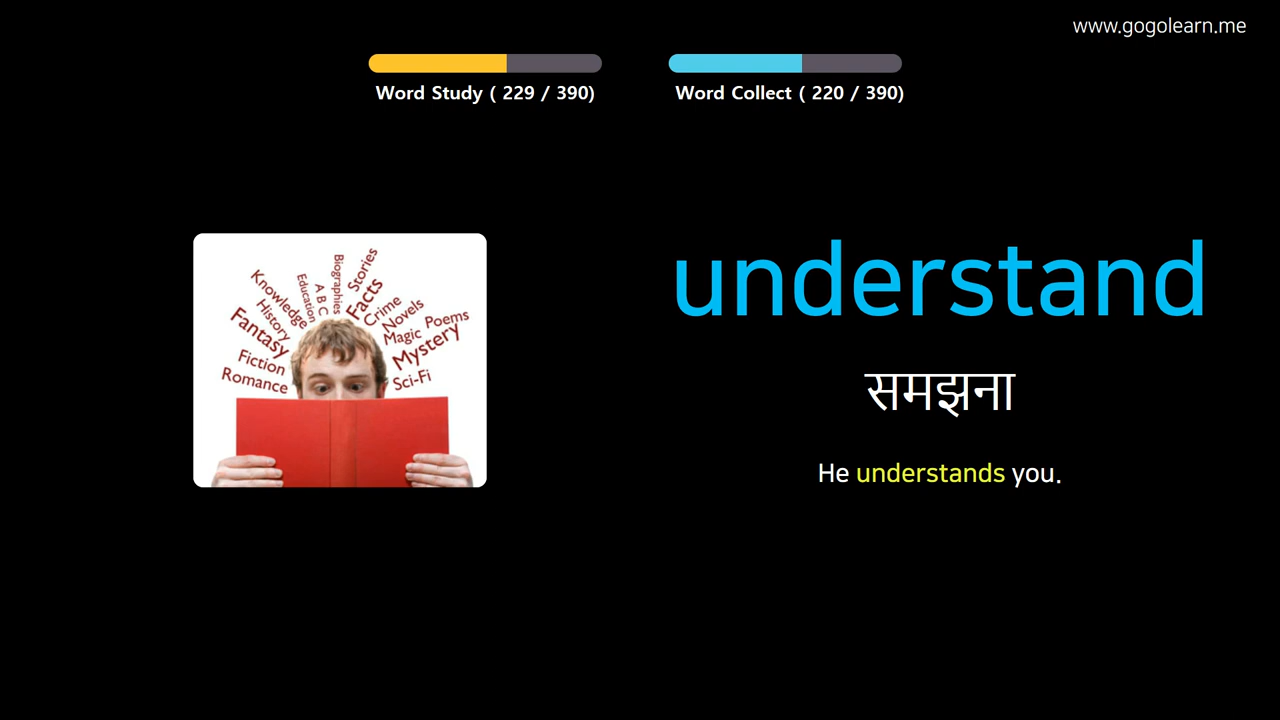 www.gogolearn.me
Word Study ( 229 / 390)
Word Collect ( 220 / 390)
Knowledge
History
Fantasy
Fiction
Romance
Education
A B C
Biographies
Stories
Facts
Crime
Novels
Magic
Poems
Mystery
Sci-Fi
understand
समझना
He understands you.